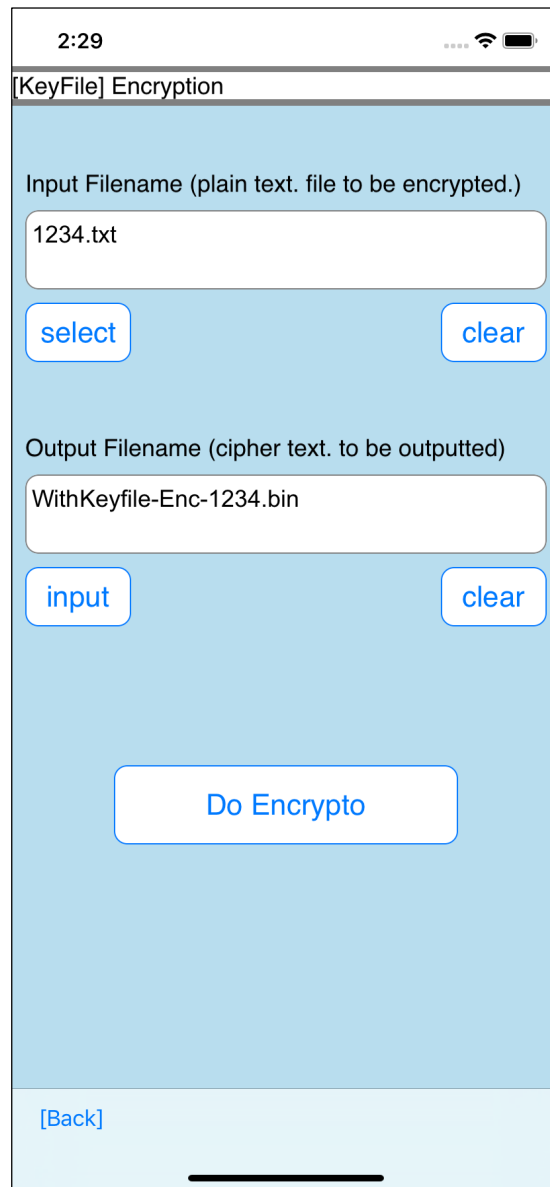 2:29
[KeyFile] Encryption
Input Filename (plain text. file to be encrypted.)
1234.txt
select clear
Output Filename (cipher text. to be outputted)
WithKeyfile-Enc-1234.bin
input clear
Do Encrypto
[Back]